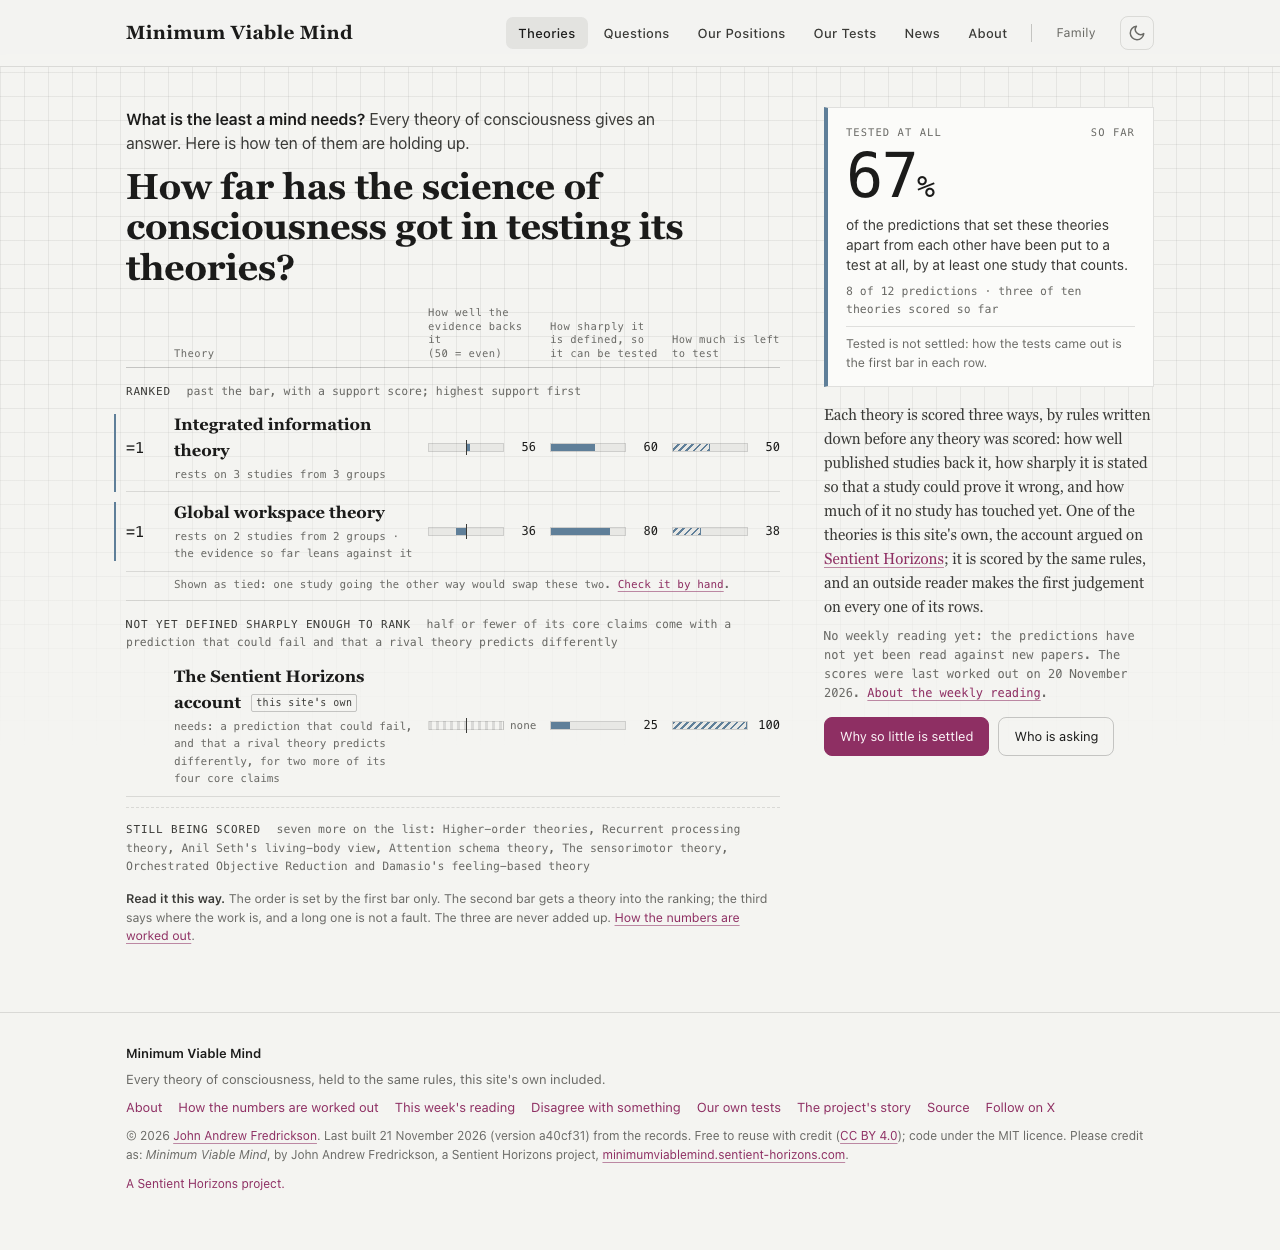 Minimum Viable Mind
Theories
Questions
Our Positions
Our Tests
News
About
Family
What is the least a mind needs? Every theory of consciousness gives an
answer. Here is how ten of them are holding up.
How far has the science of
consciousness got in testing its
theories?
Theory
How well the
evidence backs
it
(50 = even)
How sharply it
is defined, so
it can be tested
How much is left
to test
RANKED past the bar, with a support score; highest support first
=1
Integrated information
theory
rests on 3 studies from 3 groups
56
60
50
=1
Global workspace theory
rests on 2 studies from 2 groups ·
the evidence so far leans against it
36
80
38
Shown as tied: one study going the other way would swap these two. Check it by hand.
NOT YET DEFINED SHARPLY ENOUGH TO RANK half or fewer of its core claims come with a
prediction that could fail and that a rival theory predicts differently
The Sentient Horizons
account this site's own
needs: a prediction that could fail,
and that a rival theory predicts
differently, for two more of its
four core claims
none
25
100
STILL BEING SCORED seven more on the list: Higher-order theories, Recurrent processing
theory, Anil Seth's living-body view, Attention schema theory, The sensorimotor theory,
Orchestrated Objective Reduction and Damasio's feeling-based theory
Read it this way. The order is set by the first bar only. The second bar gets a theory into the ranking; the third
says where the work is, and a long one is not a fault. The three are never added up. How the numbers are
worked out.
TESTED AT ALL
SO FAR
67%
of the predictions that set these theories
apart from each other have been put to a
test at all, by at least one study that counts.
8 of 12 predictions · three of ten
theories scored so far
Tested is not settled: how the tests came out is
the first bar in each row.
Each theory is scored three ways, by rules written
down before any theory was scored: how well
published studies back it, how sharply it is stated
so that a study could prove it wrong, and how
much of it no study has touched yet. One of the
theories is this site's own, the account argued on
Sentient Horizons; it is scored by the same rules,
and an outside reader makes the first judgement
on every one of its rows.
No weekly reading yet: the predictions have
not yet been read against new papers. The
scores were last worked out on 20 November
2026. About the weekly reading.
Why so little is settled
Who is asking
Minimum Viable Mind
Every theory of consciousness, held to the same rules, this site's own included.
About
How the numbers are worked out
This week's reading
Disagree with something
Our own tests
The project's story
Source
Follow on X
© 2026 John Andrew Fredrickson. Last built 21 November 2026 (version a40cf31) from the records. Free to reuse with credit (CC BY 4.0); code under the MIT licence. Please credit
as: Minimum Viable Mind, by John Andrew Fredrickson, a Sentient Horizons project, minimumviablemind.sentient-horizons.com.
A Sentient Horizons project.